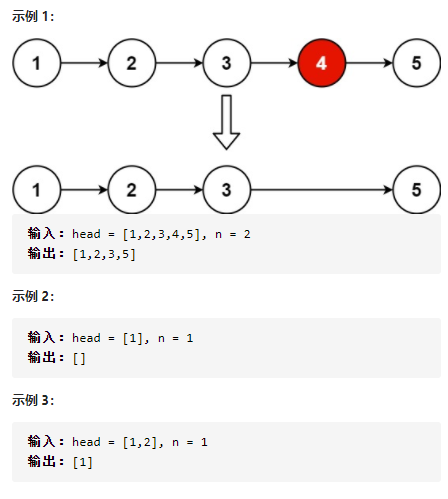 示例 1：
1 2 3 4 5
1 2 3 5
输入：head = [1,2,3,4,5], n = 2
输出：[1,2,3,5]
示例 2：
输入：head = [1], n = 1
输出：[]
示例 3：
输入：head = [1,2], n = 1
输出：[1]